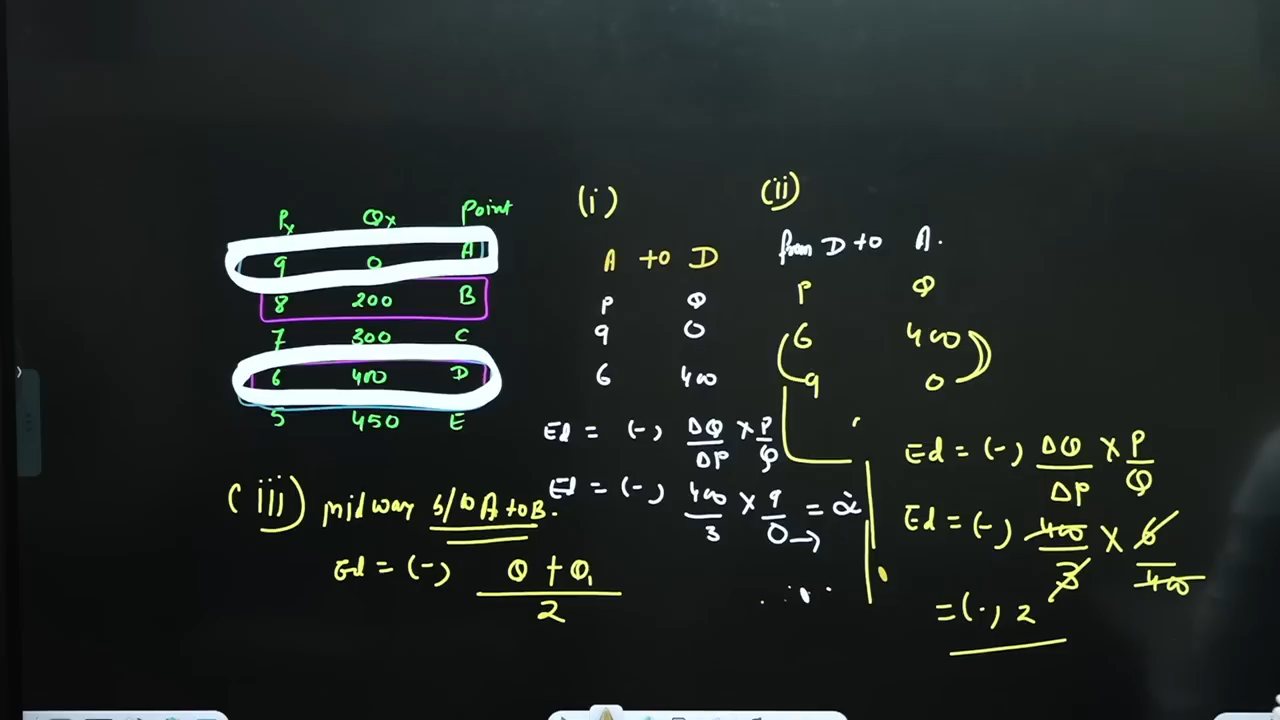 Px Qx Point
9 0 A
8 200 B
7 300 C
6 400 D
5 450 E
(i)
A to D
P Q
9 0
6 400
Ed = (-) ΔQ/ΔP × P/Q
Ed = (-) 400/3 × 9/0 = α
(ii)
from D to A.
P Q
6 400
9 0
Ed = (-) ΔQ/ΔP × P/Q
Ed = (-) 400/3 × 6/400
= (-) 2
(iii) midway b/w A to B.
Ed = (-) Q + Q1 / 2